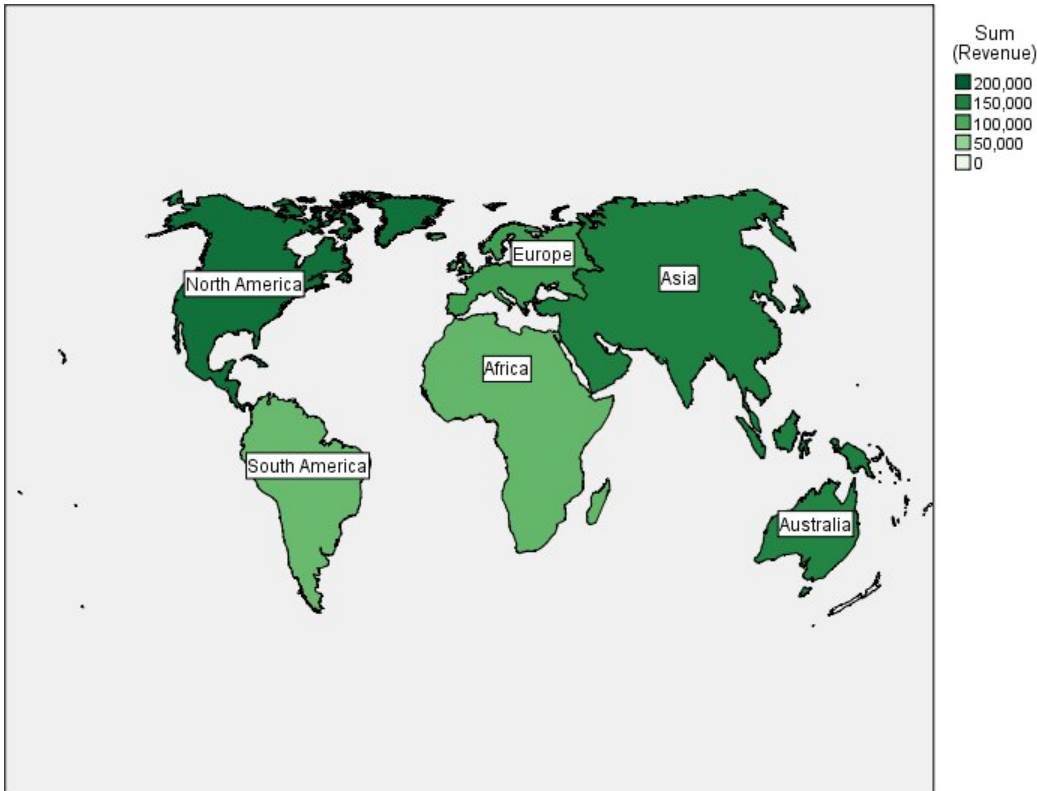 Sum
(Revenue)
200,000
150,000
100,000
50,000
0
Europe
Asia
North America
Africa
South America
Australia